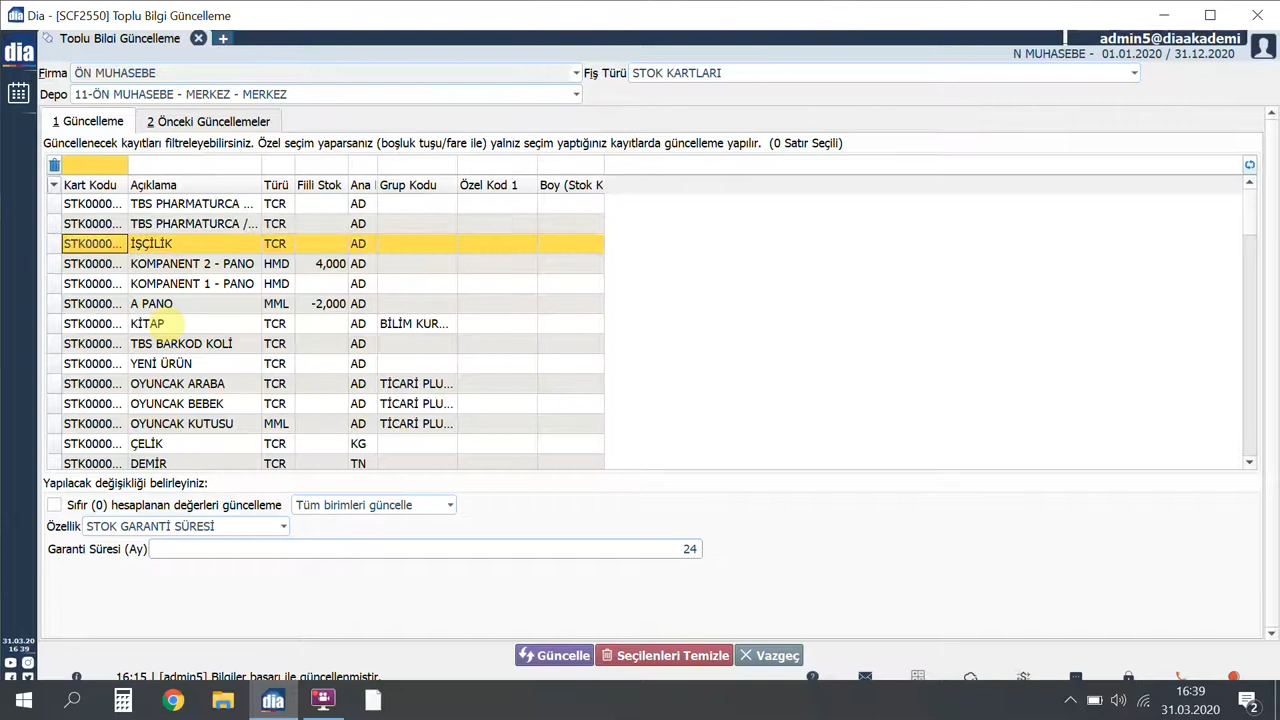 Dia - [SCF2550] Toplu Bilgi Güncelleme
dia
Toplu Bilgi Güncelleme
admin5@diaakademi
N MUHASEBE - 01.01.2020 / 31.12.2020
Firma ÖN MUHASEBE Fiş Türü STOK KARTLARI
Depo 11-ÖN MUHASEBE - MERKEZ - MERKEZ
1 Güncelleme 2 Önceki Güncellemeler
Güncellenecek kayıtları filtreleyebilirsiniz. Özel seçim yaparsanız (boşluk tuşu/fare ile) yalnız seçim yaptığınız kayıtlarda güncelleme yapılır. (0 Satır Seçili)
Kart Kodu Açıklama Türü Fiili Stok Ana Grup Kodu Özel Kod 1 Boy (Stok K
STK0000... TBS PHARMATURCA ... TCR AD
STK0000... TBS PHARMATURCA /... TCR AD
STK0000... İŞÇİLİK TCR AD
STK0000... KOMPANENT 2 - PANO HMD 4,000 AD
STK0000... KOMPANENT 1 - PANO HMD AD
STK0000... A PANO MML -2,000 AD
STK0000... KİTAP TCR AD BİLİM KUR...
STK0000... TBS BARKOD KOLİ TCR AD
STK0000... YENİ ÜRÜN TCR AD
STK0000... OYUNCAK ARABA TCR AD TİCARİ PLU...
STK0000... OYUNCAK BEBEK TCR AD TİCARİ PLU...
STK0000... OYUNCAK KUTUSU MML AD TİCARİ PLU...
STK0000... ÇELİK TCR KG
STK0000... DEMİR TCR TN
Yapılacak değişikliği belirleyiniz:
Sıfır (0) hesaplanan değerleri güncelleme Tüm birimleri güncelle
Özellik STOK GARANTİ SÜRESİ
Garanti Süresi (Ay) 24
Güncelle Seçilenleri Temizle Vazgeç
31.03.20
16 39
16:15 | [admin5] Bilgiler başarı ile güncellenmiştir.
dia
16:39
31.03.2020
2